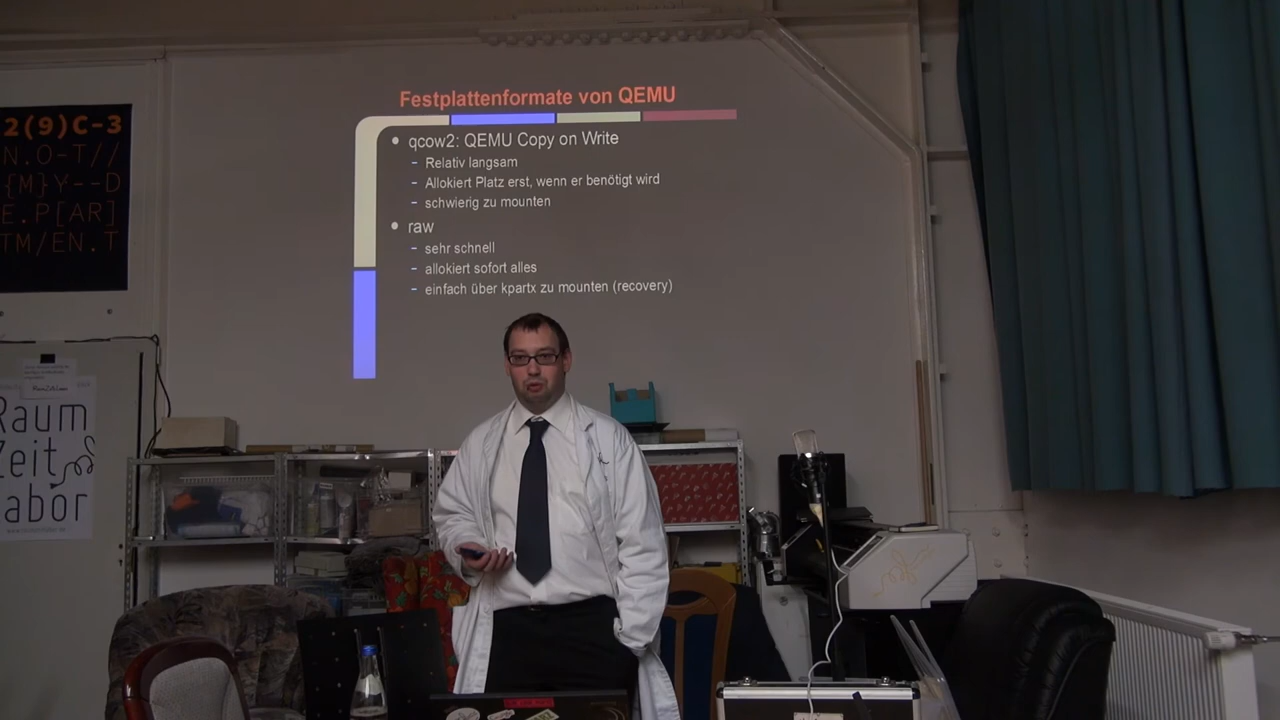 Festplattenformate von QEMU
qcow2: QEMU Copy on Write
Relativ langsam
Allokiert Platz erst, wenn er benötigt wird
schwierig zu mounten
raw
sehr schnell
allokiert sofort alles
einfach über kpartx zu mounten (recovery)
2(9)C-3
N.O-T//
{M}Y--D
E.P[AR]
TM/EN.T
Raum
Zeit
Labor